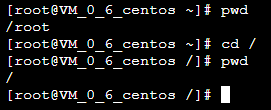 [root@VM_0_6_centos ~]# pwd
/root
[root@VM_0_6_centos ~]# cd /
[root@VM_0_6_centos /]# pwd
/
[root@VM_0_6_centos /]#